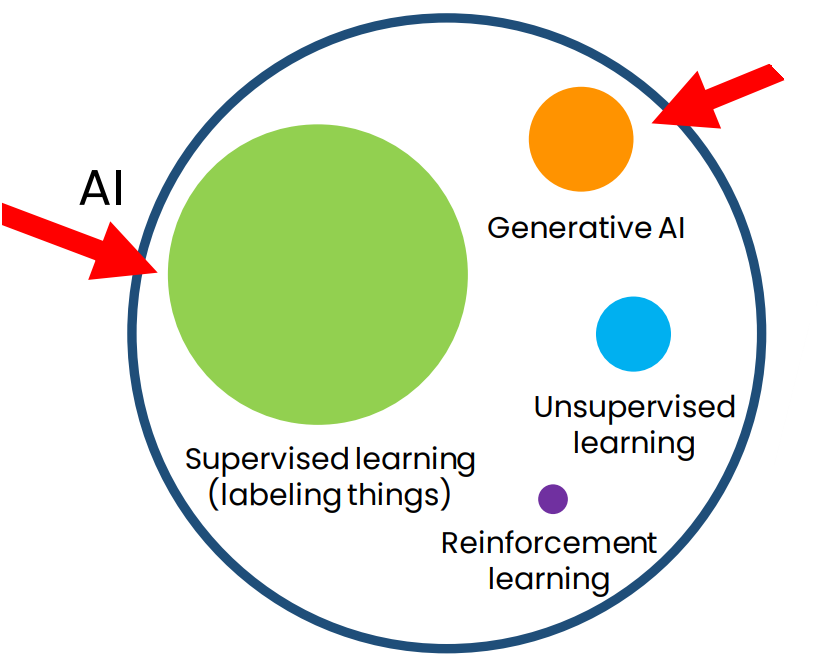 AI
Generative AI
Supervised learning
(labeling things)
Unsupervised
learning
Reinforcement
learning